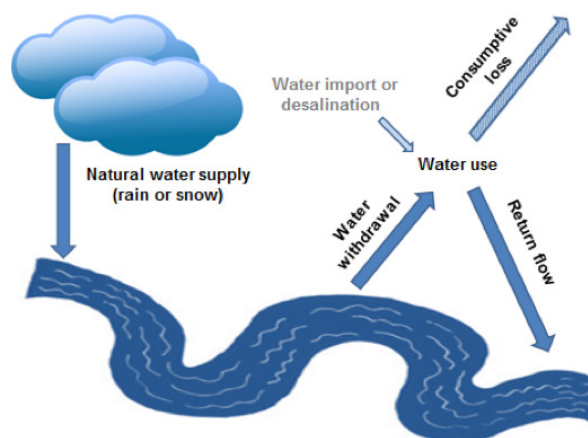 Natural water supply
(rain or snow)
Water import or
desalination
Water use
Consumptive
loss
Water
withdrawal
Return flow